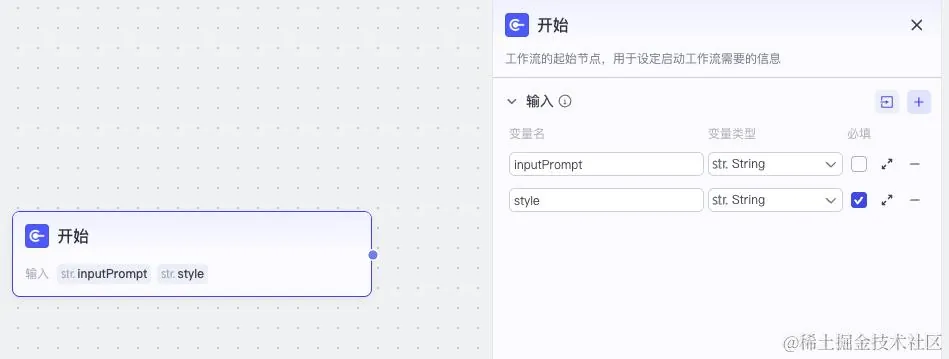 开始
输入 str. inputPrompt str. style
开始
工作流的起始节点，用于设定启动工作流需要的信息
输入
变量名 变量类型 必填
inputPrompt str. String
style str. String
@稀土掘金技术社区